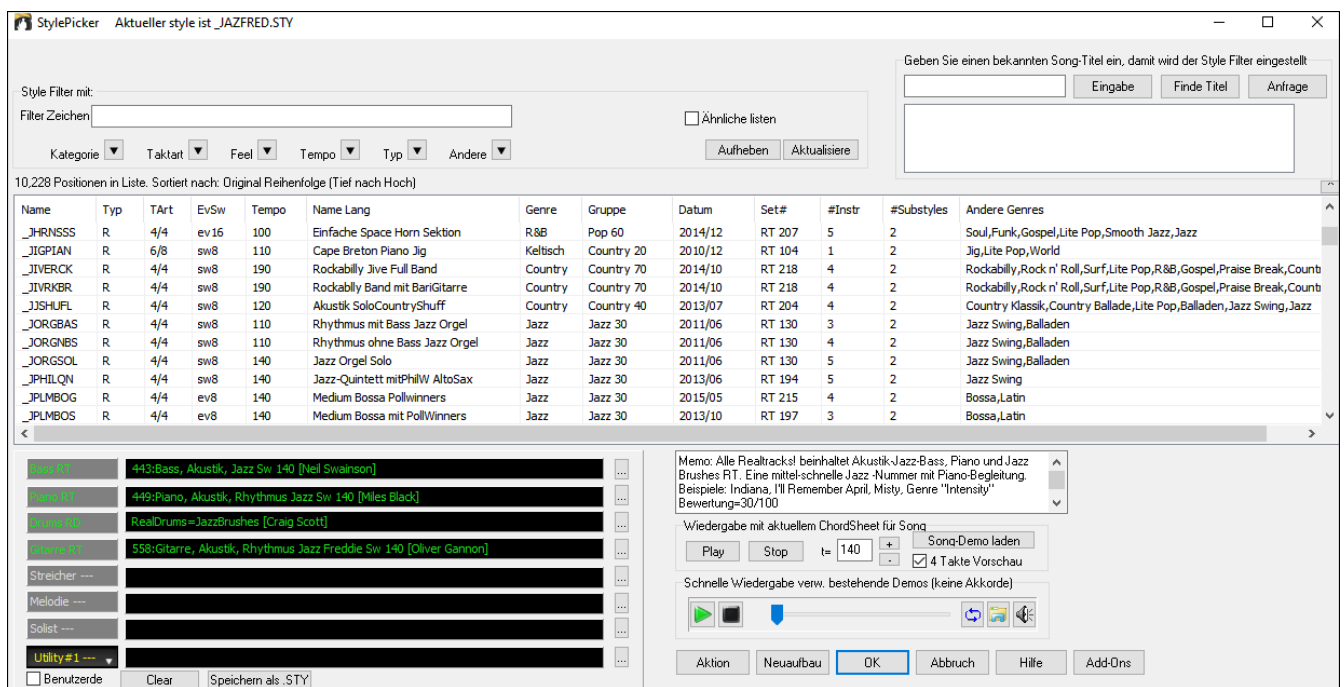 StylePicker Aktueller style ist _JAZFRED.STY
Geben Sie einen bekannten Song-Titel ein, damit wird der Style Filter eingestellt
Eingabe Finde Titel Anfrage
Style Filter mit:
Filter Zeichen
Ähnliche listen
Kategorie Taktart Feel Tempo Typ Andere Aufheben Aktualisiere
10,228 Positionen in Liste. Sortiert nach: Original Reihenfolge (Tief nach Hoch)
Name Typ TArt EvSw Tempo Name Lang Genre Gruppe Datum Set# #Instr #Substyles Andere Genres
_JHRNSSS R 4/4 ev16 100 Einfache Space Horn Sektion R&B Pop 60 2014/12 RT 207 5 2 Soul,Funk,Gospel,Lite Pop,Smooth Jazz,Jazz
_JIGPIAN R 6/8 sw8 110 Cape Breton Piano Jig Keltisch Country 20 2010/12 RT 104 1 2 Jig,Lite Pop,World
_JIVERCK R 4/4 sw8 190 Rockabilly Jive Full Band Country Country 70 2014/10 RT 218 4 2 Rockabilly,Rock n' Roll,Surf,Lite Pop,R&B,Gospel,Praise Break,Count
_JIVRKBR R 4/4 sw8 190 Rockablly Band mit BariGitarre Country Country 70 2014/10 RT 218 4 2 Rockabilly,Rock n' Roll,Surf,Lite Pop,R&B,Gospel,Praise Break,Count
_JJSHUFL R 4/4 sw8 120 Akustik SoloCountryShuff Country Country 40 2013/07 RT 204 4 2 Country Klassik,Country Ballade,Lite Pop,Balladen,Jazz Swing,Jazz
_JORGBAS R 4/4 sw8 110 Rhythmus mit Bass Jazz Orgel Jazz Jazz 30 2011/06 RT 130 3 2 Jazz Swing,Balladen
_JORGNBS R 4/4 sw8 110 Rhythmus ohne Bass Jazz Orgel Jazz Jazz 30 2011/06 RT 130 4 2 Jazz Swing,Balladen
_JORGSOL R 4/4 sw8 140 Jazz Orgel Solo Jazz Jazz 30 2011/06 RT 130 5 2 Jazz Swing,Balladen
_JPHILQN R 4/4 sw8 140 Jazz-Quintett mitPhilW AltoSax Jazz Jazz 30 2013/06 RT 194 5 2 Jazz Swing
_JPLMBOG R 4/4 ev8 140 Medium Bossa Pollwinners Jazz Jazz 30 2015/05 RT 215 4 2 Bossa,Latin
_JPLMBOS R 4/4 ev8 140 Medium Bossa mit PollWinners Jazz Jazz 30 2013/10 RT 197 3 2 Bossa,Latin
Bass RT 443:Bass, Akustik, Jazz Sw 140 [Neil Swainson] ...
Piano RT 449:Piano, Akustik, Rhythmus Jazz Sw 140 [Miles Black] ...
Drums RD RealDrums=JazzBrushes [Craig Scott] ...
Gitarre RT 558:Gitarre, Akustik, Rhythmus Jazz Freddie Sw 140 [Oliver Gannon] ...
Streicher --- ...
Melodie --- ...
Solist --- ...
Utility#1 --- ...
Benutzerde Clear Speichern als .STY
Memo: Alle Realtracks! beinhaltet Akustik-Jazz-Bass, Piano und Jazz
Brushes RT. Eine mittel-schnelle Jazz -Nummer mit Piano-Begleitung.
Beispiele: Indiana, I'll Remember April, Misty, Genre "Intensity"
Bewertung=30/100
Wiedergabe mit aktuellem ChordSheet für Song
Play Stop t= 140 + - Song-Demo laden
4 Takte Vorschau
Schnelle Wiedergabe verw. bestehende Demos (keine Akkorde)
Aktion Neuaufbau OK Abbruch Hilfe Add-Ons